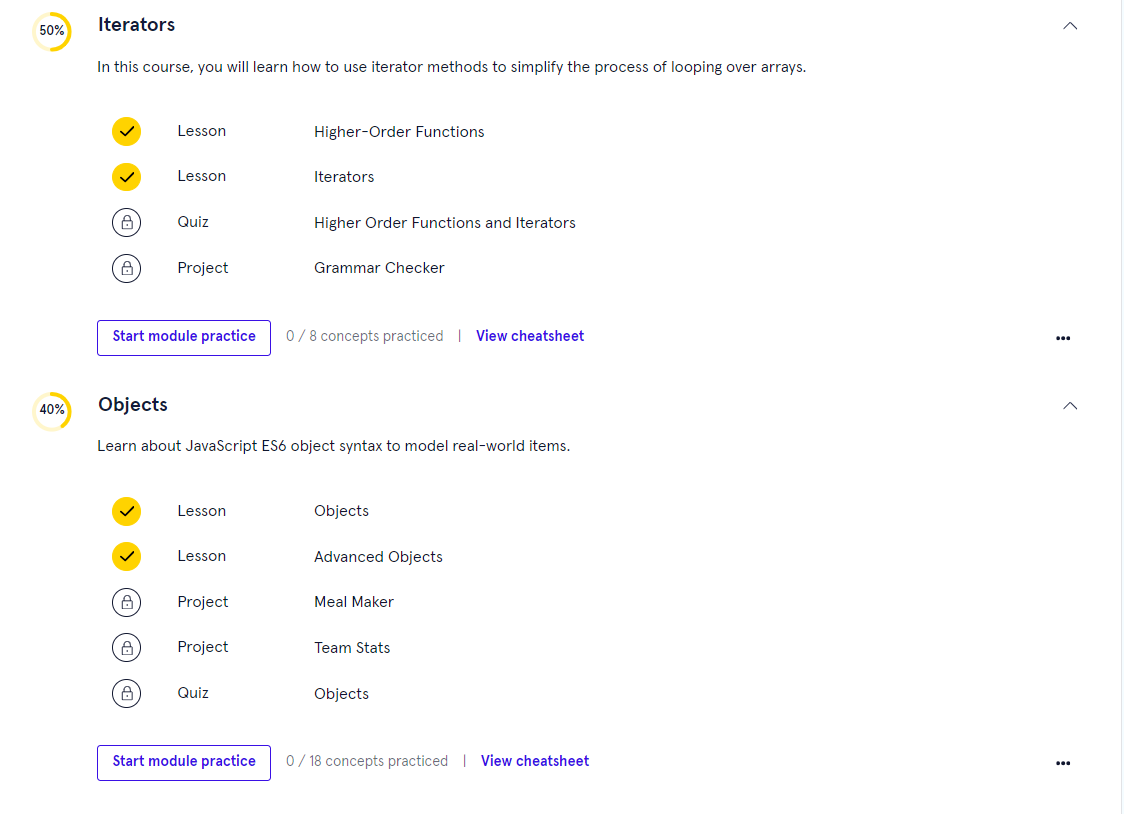 50% Iterators
In this course, you will learn how to use iterator methods to simplify the process of looping over arrays.
Lesson Higher-Order Functions
Lesson Iterators
Quiz Higher Order Functions and Iterators
Project Grammar Checker
Start module practice 0 / 8 concepts practiced | View cheatsheet
40% Objects
Learn about JavaScript ES6 object syntax to model real-world items.
Lesson Objects
Lesson Advanced Objects
Project Meal Maker
Project Team Stats
Quiz Objects
Start module practice 0 / 18 concepts practiced | View cheatsheet